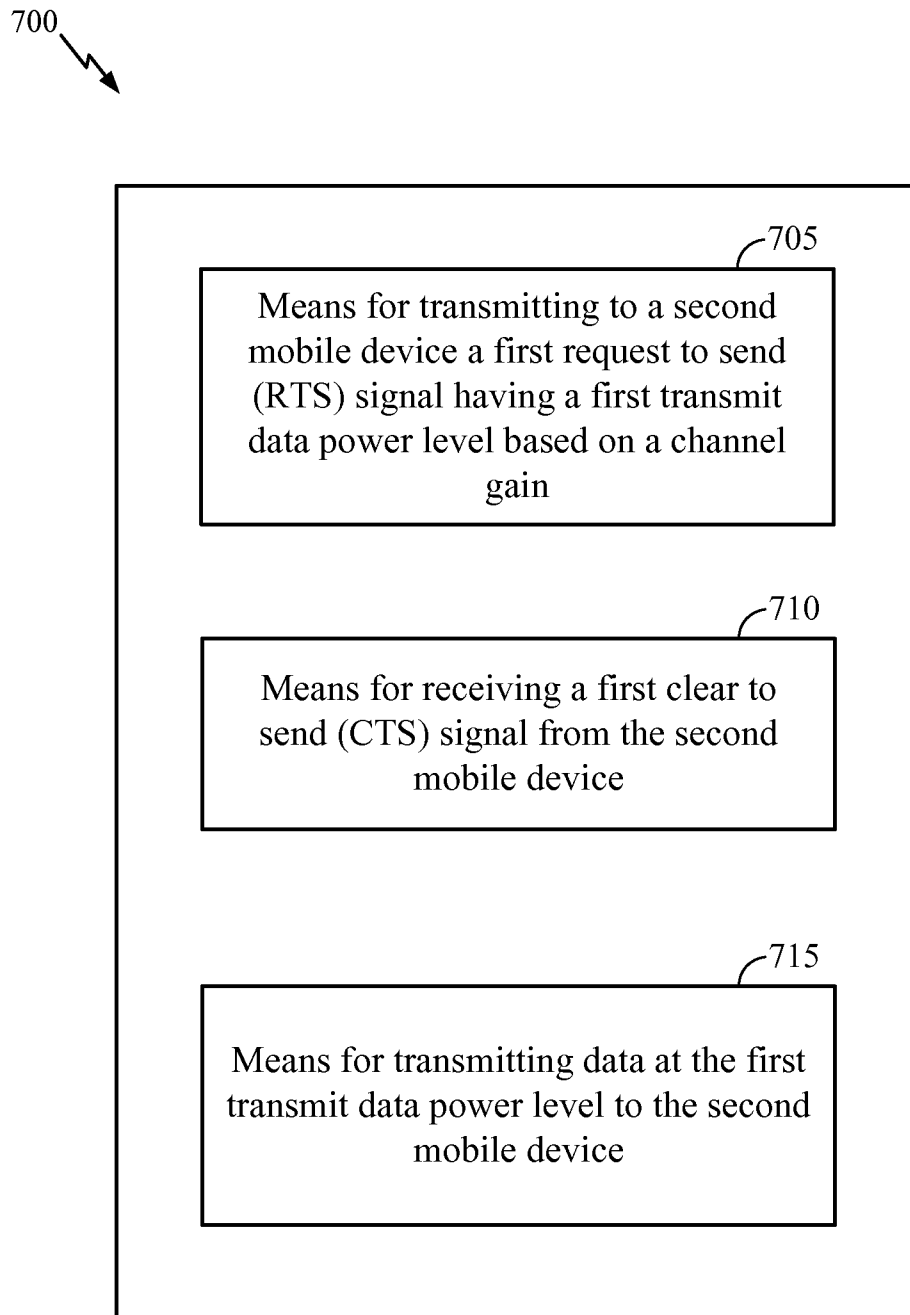 700
705
Means for transmitting to a second
mobile device a first request to send
(RTS) signal having a first transmit
data power level based on a channel
gain
710
Means for receiving a first clear to
send (CTS) signal from the second
mobile device
715
Means for transmitting data at the first
transmit data power level to the second
mobile device